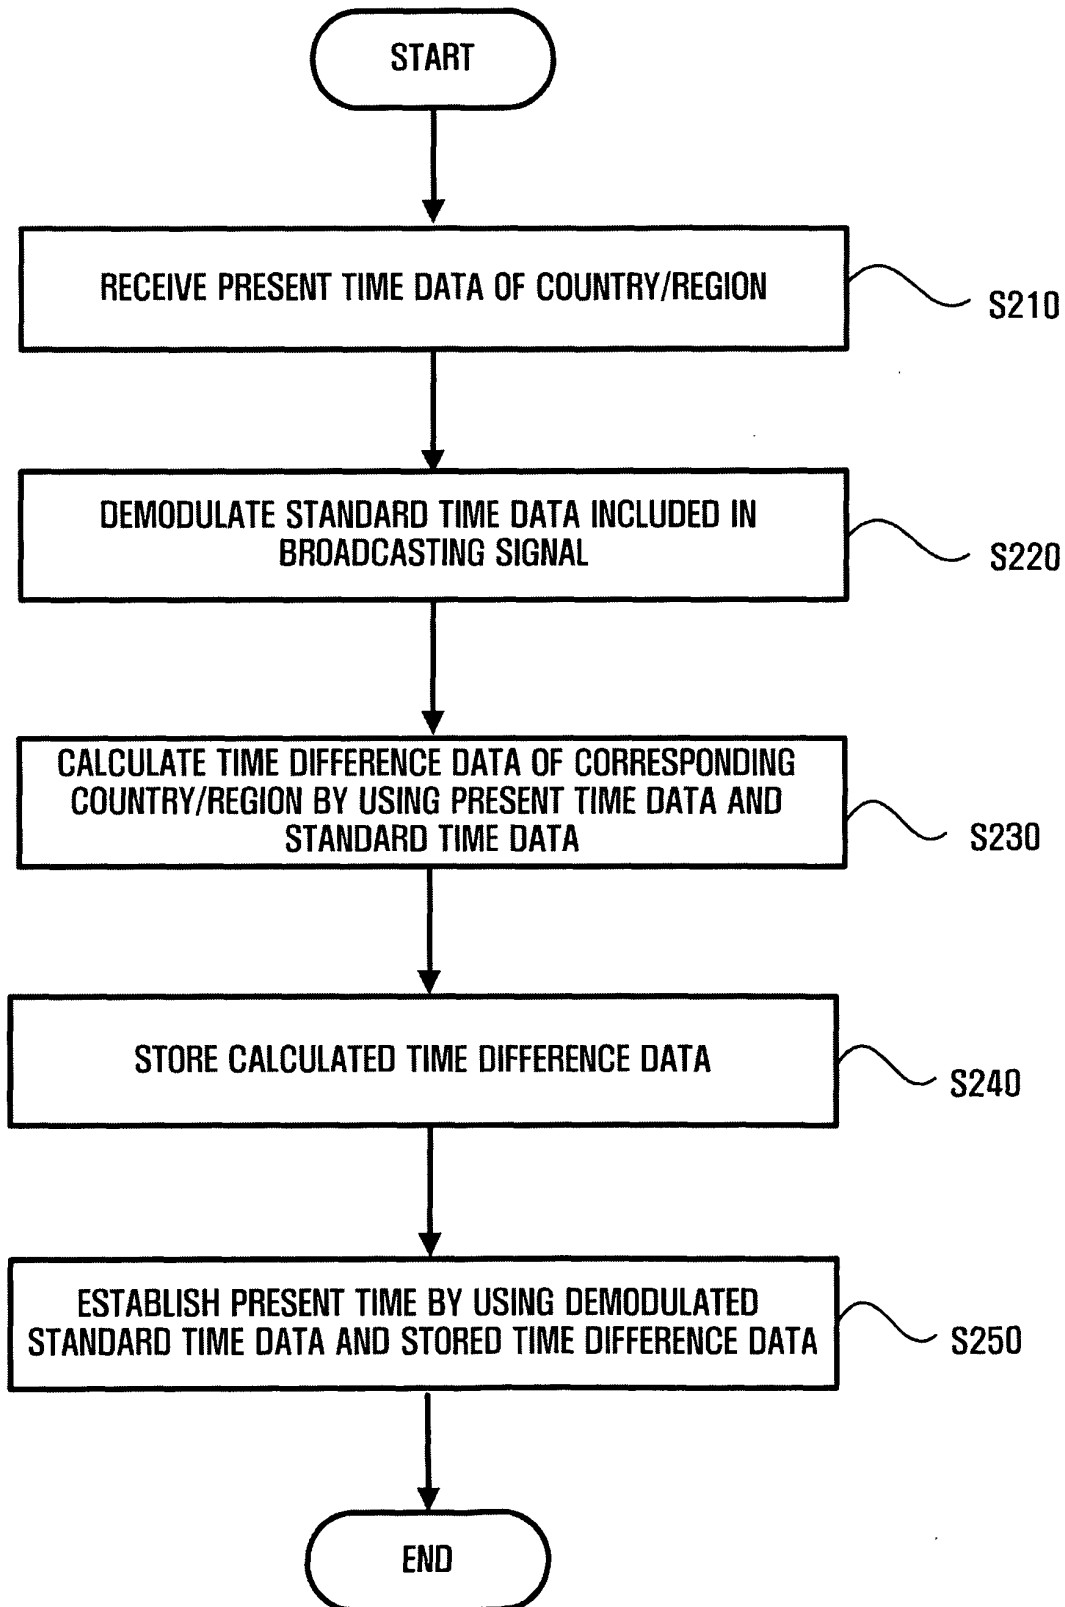 START
RECEIVE PRESENT TIME DATA OF COUNTRY/REGION
S210
DEMODULATE STANDARD TIME DATA INCLUDED IN
BROADCASTING SIGNAL
S220
CALCULATE TIME DIFFERENCE DATA OF CORRESPONDING
COUNTRY/REGION BY USING PRESENT TIME DATA AND
STANDARD TIME DATA
S230
STORE CALCULATED TIME DIFFERENCE DATA
S240
ESTABLISH PRESENT TIME BY USING DEMODULATED
STANDARD TIME DATA AND STORED TIME DIFFERENCE DATA
S250
END